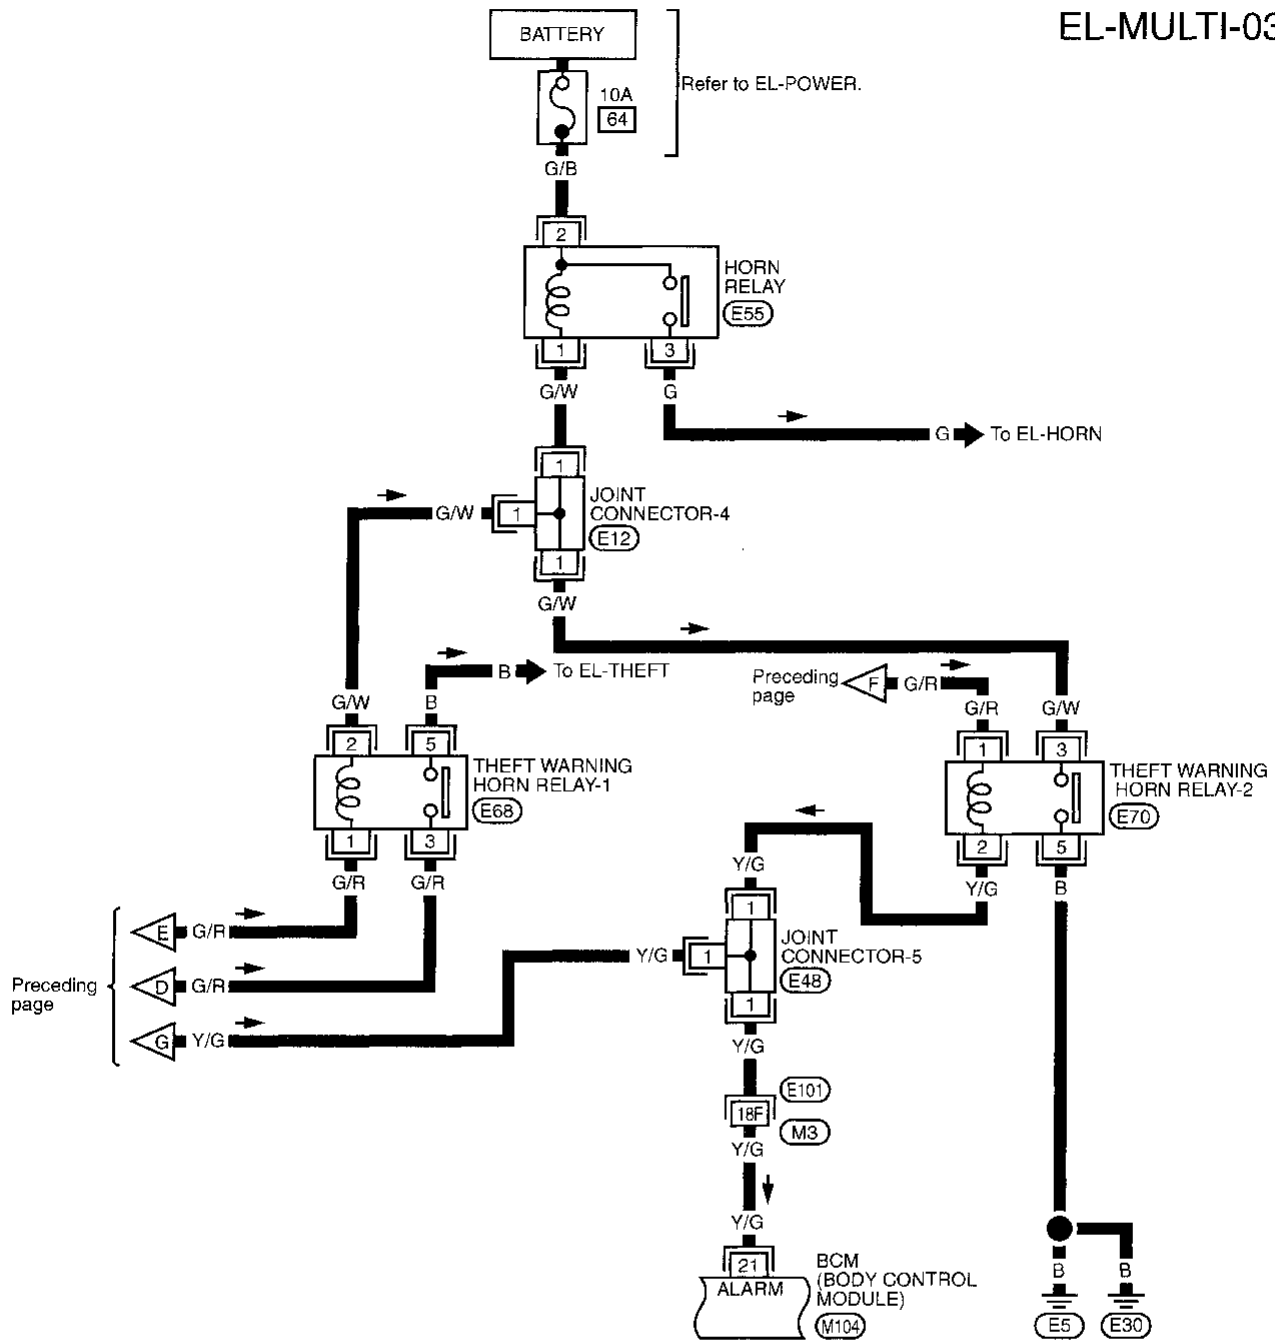 EL-MULTI-03
BATTERY
Refer to EL-POWER.
10A
64
G/B
2
HORN
RELAY
E55
1
3
G/W
G
G
To EL-HORN
1
JOINT
CONNECTOR-4
E12
G/W
1
1
G/W
B
To EL-THEFT
Preceding
page
F
G/R
G/W
B
G/R
G/W
2
5
1
3
THEFT WARNING
HORN RELAY-1
E68
THEFT WARNING
HORN RELAY-2
E70
1
3
2
5
G/R
G/R
Y/G
Y/G
B
1
E
G/R
JOINT
CONNECTOR-5
E48
Y/G
1
Preceding
page
D
G/R
1
G
Y/G
Y/G
E101
18F
M3
Y/G
Y/G
21
ALARM
BCM
(BODY CONTROL
MODULE)
M104
B
B
E5
E30